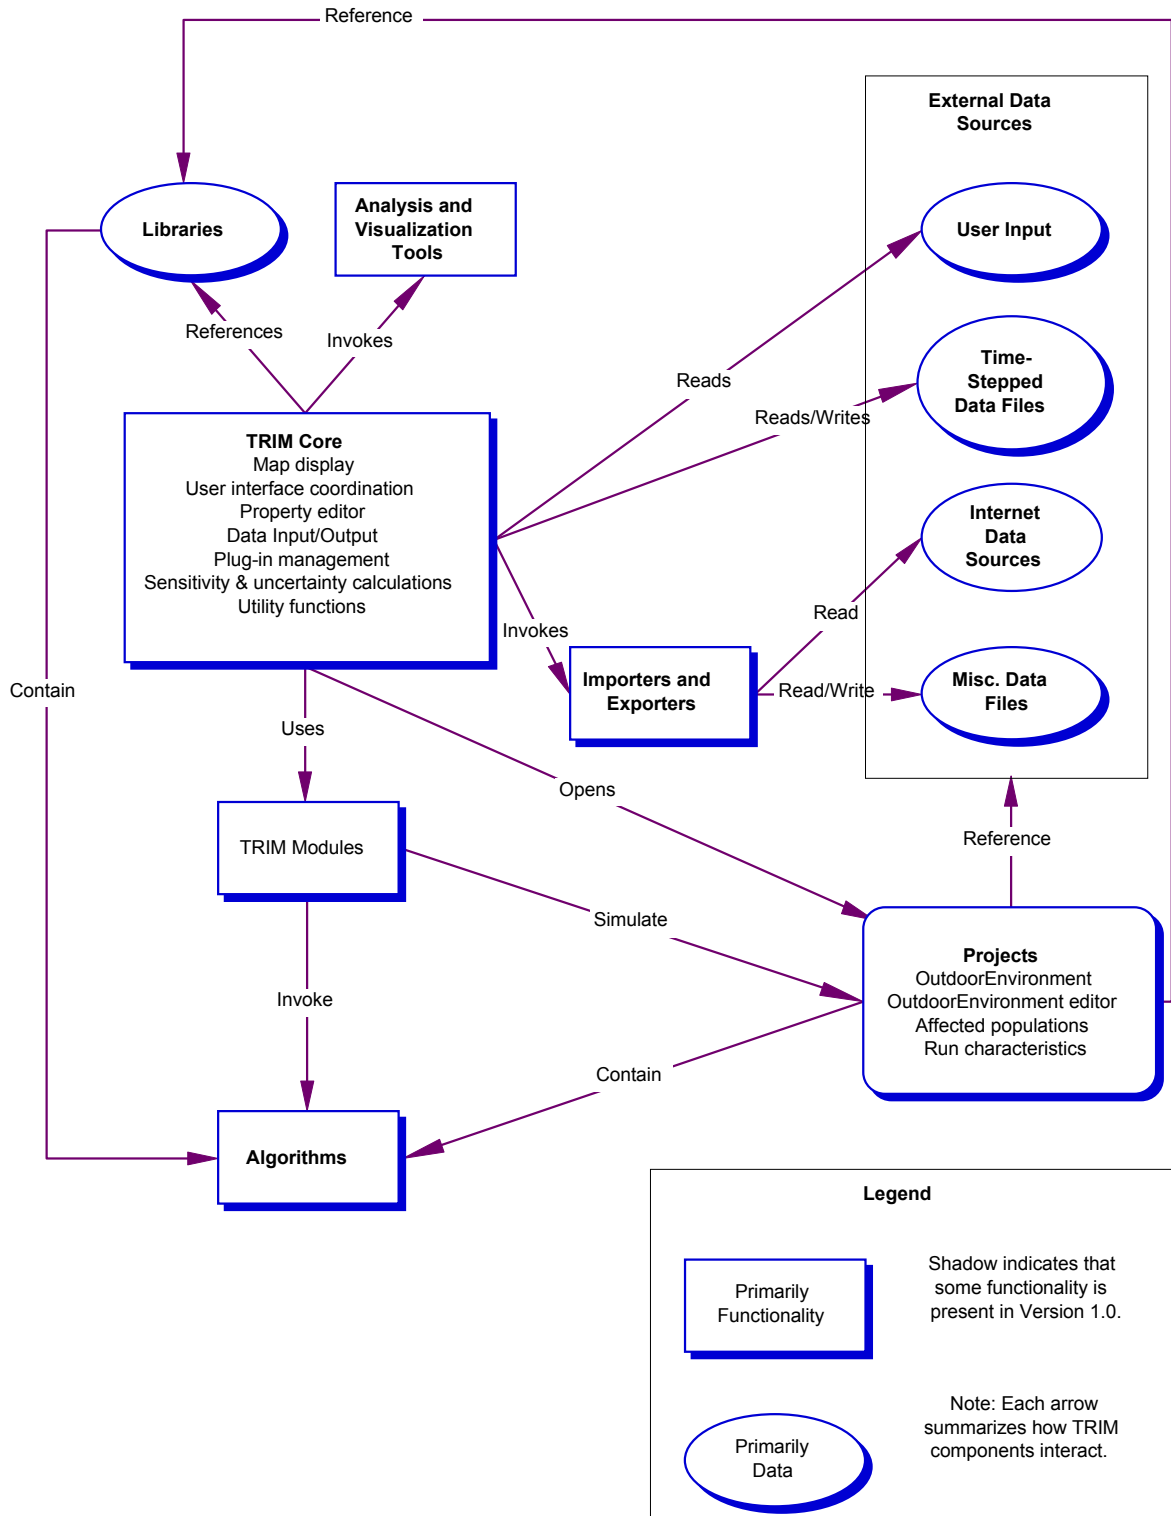 Reference
External Data
Sources
Libraries
Analysis and
Visualization
Tools
User Input
References
Invokes
Time-
Stepped
Data Files
Reads
Reads/Writes
TRIM Core
Map display
User interface coordination
Property editor
Data Input/Output
Plug-in management
Sensitivity & uncertainty calculations
Utility functions
Internet
Data
Sources
Read
Invokes
Importers and
Exporters
Read/Write
Misc. Data
Files
Contain
Uses
Opens
Reference
TRIM Modules
Simulate
Projects
OutdoorEnvironment
OutdoorEnvironment editor
Affected populations
Run characteristics
Invoke
Contain
Algorithms
Legend
Primarily
Functionality
Shadow indicates that
some functionality is
present in Version 1.0.
Primarily
Data
Note: Each arrow
summarizes how TRIM
components interact.